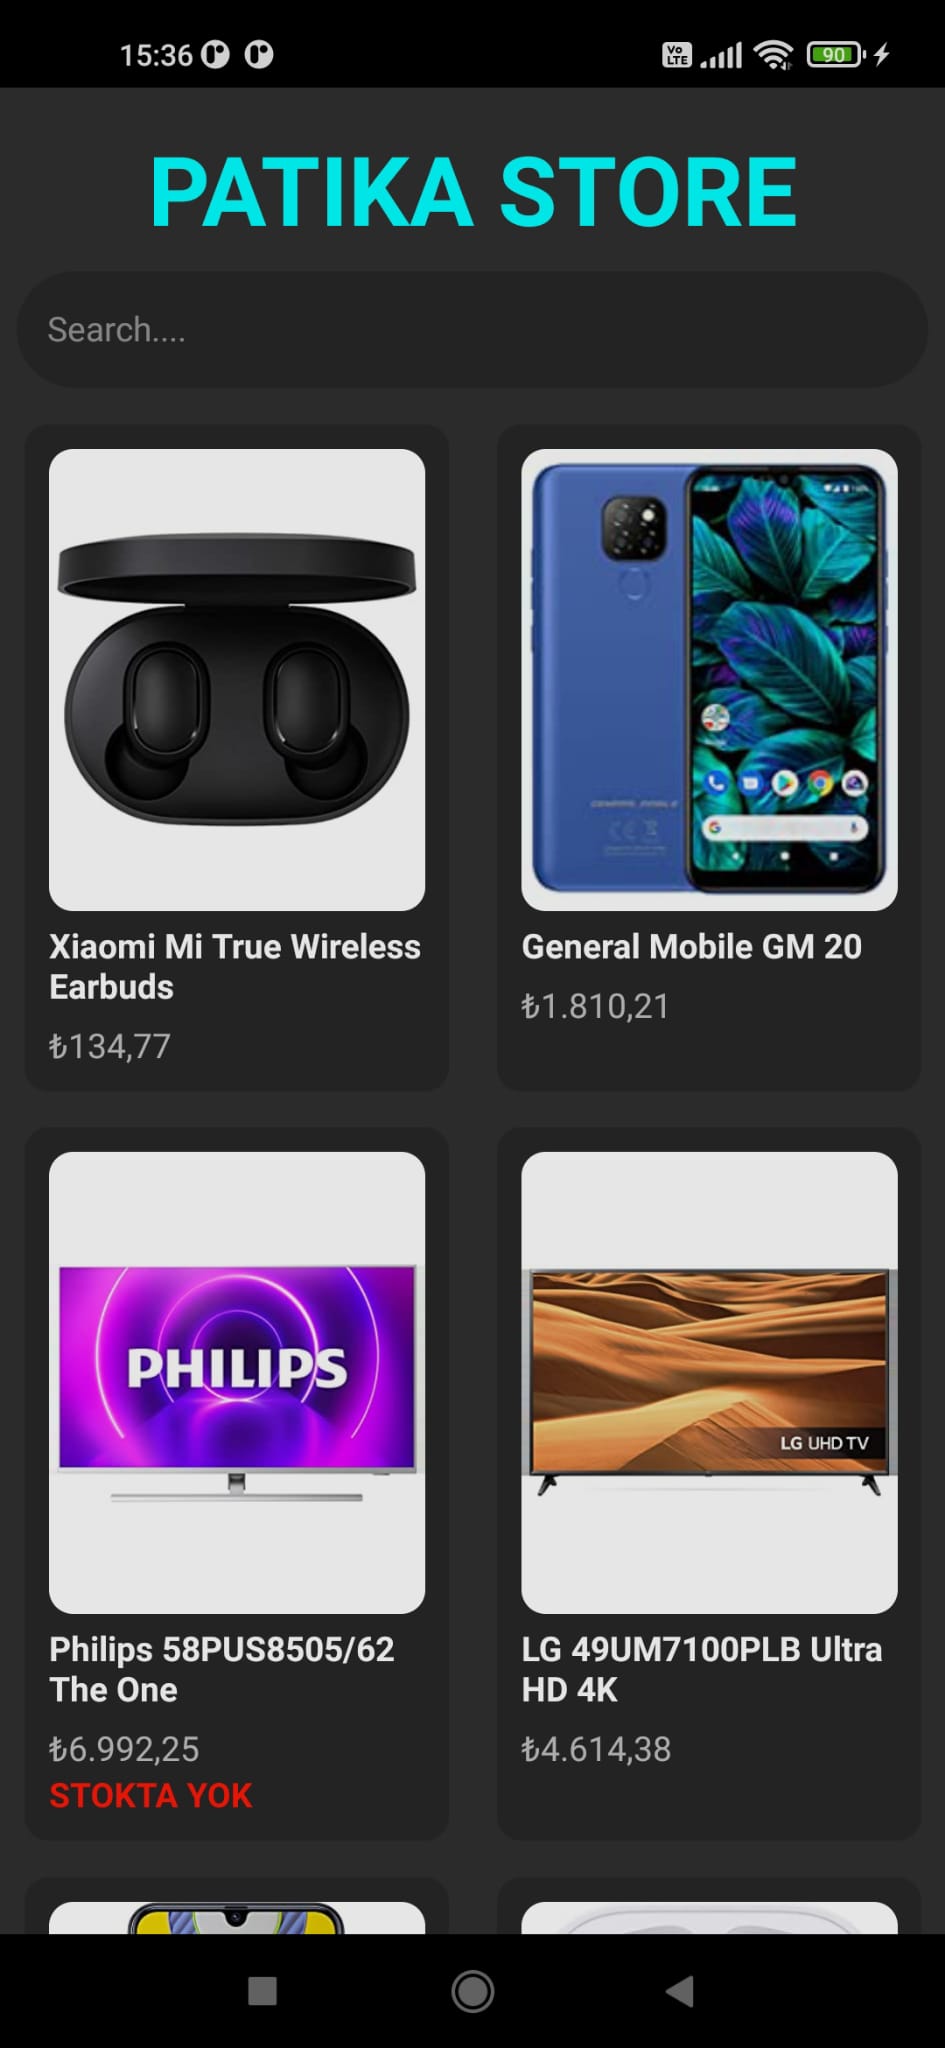 15:36
Vo
LTE
90
PATIKA STORE
Search....
Xiaomi Mi True Wireless
Earbuds
₺134,77
General Mobile GM 20
₺1.810,21
PHILIPS
LG UHD TV
Philips 58PUS8505/62
The One
₺6.992,25
STOKTA YOK
LG 49UM7100PLB Ultra
HD 4K
₺4.614,38